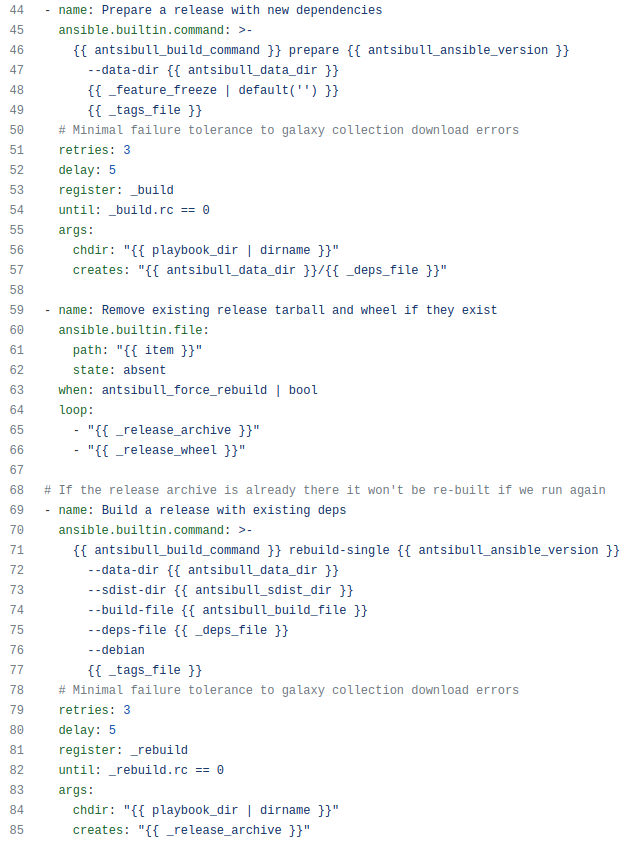 44 - name: Prepare a release with new dependencies
45   ansible.builtin.command: >-
46     {{ antsibull_build_command }} prepare {{ antsibull_ansible_version }}
47       --data-dir {{ antsibull_data_dir }}
48       {{ _feature_freeze | default('') }}
49       {{ _tags_file }}
50   # Minimal failure tolerance to galaxy collection download errors
51   retries: 3
52   delay: 5
53   register: _build
54   until: _build.rc == 0
55   args:
56     chdir: "{{ playbook_dir | dirname }}"
57     creates: "{{ antsibull_data_dir }}/{{ _deps_file }}"
58
59 - name: Remove existing release tarball and wheel if they exist
60   ansible.builtin.file:
61     path: "{{ item }}"
62     state: absent
63   when: antsibull_force_rebuild | bool
64   loop:
65     - "{{ _release_archive }}"
66     - "{{ _release_wheel }}"
67
68 # If the release archive is already there it won't be re-built if we run again
69 - name: Build a release with existing deps
70   ansible.builtin.command: >-
71     {{ antsibull_build_command }} rebuild-single {{ antsibull_ansible_version }}
72       --data-dir {{ antsibull_data_dir }}
73       --sdist-dir {{ antsibull_sdist_dir }}
74       --build-file {{ antsibull_build_file }}
75       --deps-file {{ _deps_file }}
76       --debian
77       {{ _tags_file }}
78   # Minimal failure tolerance to galaxy collection download errors
79   retries: 3
80   delay: 5
81   register: _rebuild
82   until: _rebuild.rc == 0
83   args:
84     chdir: "{{ playbook_dir | dirname }}"
85     creates: "{{ _release_archive }}"